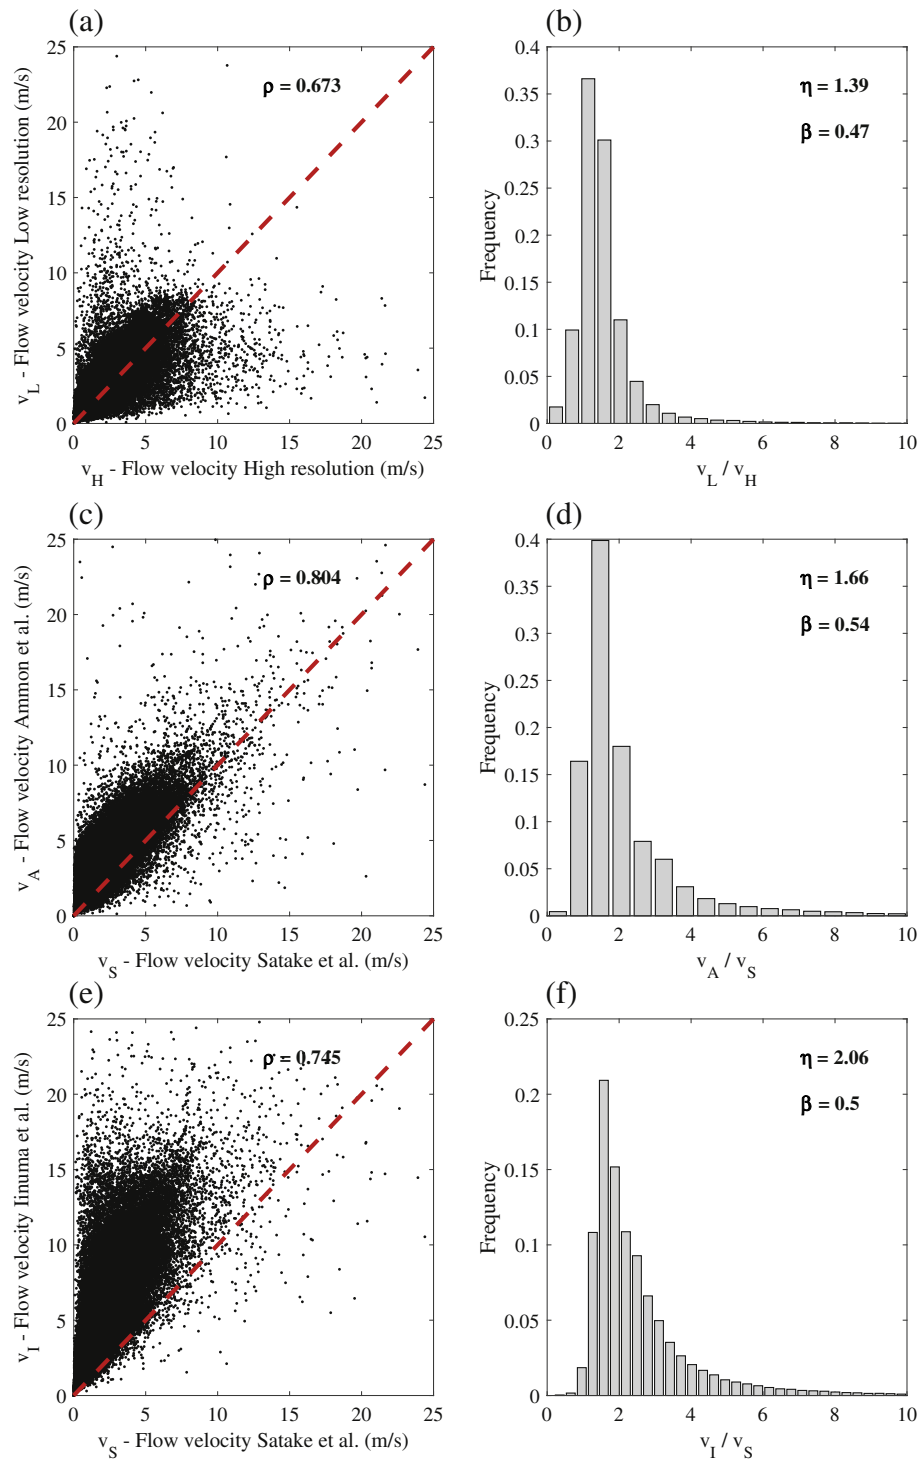 (a)
25
20
15
10
5
0
0 5 10 15 20 25
v_L - Flow velocity Low resolution (m/s)
v_H - Flow velocity High resolution (m/s)
ρ = 0.673
(b)
0.4
0.35
0.3
0.25
0.2
0.15
0.1
0.05
0
0 2 4 6 8 10
Frequency
v_L / v_H
η = 1.39
β = 0.47
(c)
25
20
15
10
5
0
0 5 10 15 20 25
v_A - Flow velocity Ammon et al. (m/s)
v_S - Flow velocity Satake et al. (m/s)
ρ = 0.804
(d)
0.4
0.35
0.3
0.25
0.2
0.15
0.1
0.05
0
0 2 4 6 8 10
Frequency
v_A / v_S
η = 1.66
β = 0.54
(e)
25
20
15
10
5
0
0 5 10 15 20 25
v_I - Flow velocity Iinuma et al. (m/s)
v_S - Flow velocity Satake et al. (m/s)
ρ = 0.745
(f)
0.25
0.2
0.15
0.1
0.05
0
0 2 4 6 8 10
Frequency
v_I / v_S
η = 2.06
β = 0.5